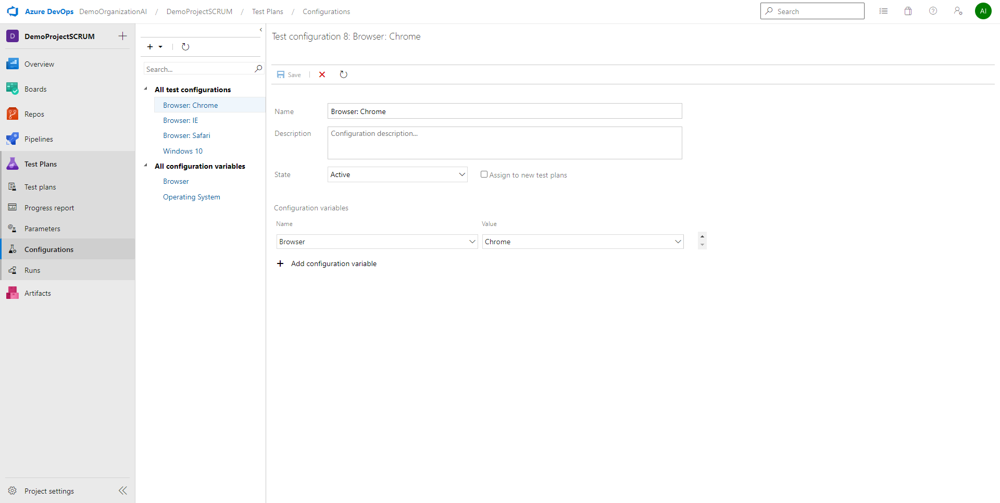 Azure DevOps DemoOrganizationAI / DemoProjectSCRUM / Test Plans / Configurations
Search
AI
D DemoProjectSCRUM
Overview
Boards
Repos
Pipelines
Test Plans
Test plans
Progress report
Parameters
Configurations
Runs
Artifacts
Project settings
Search...
All test configurations
Browser: Chrome
Browser: IE
Browser: Safari
Windows 10
All configuration variables
Browser
Operating System
Test configuration 8: Browser: Chrome
Save
Name Browser: Chrome
Description Configuration description...
State Active Assign to new test plans
Configuration variables
Name Value
Browser Chrome
Add configuration variable